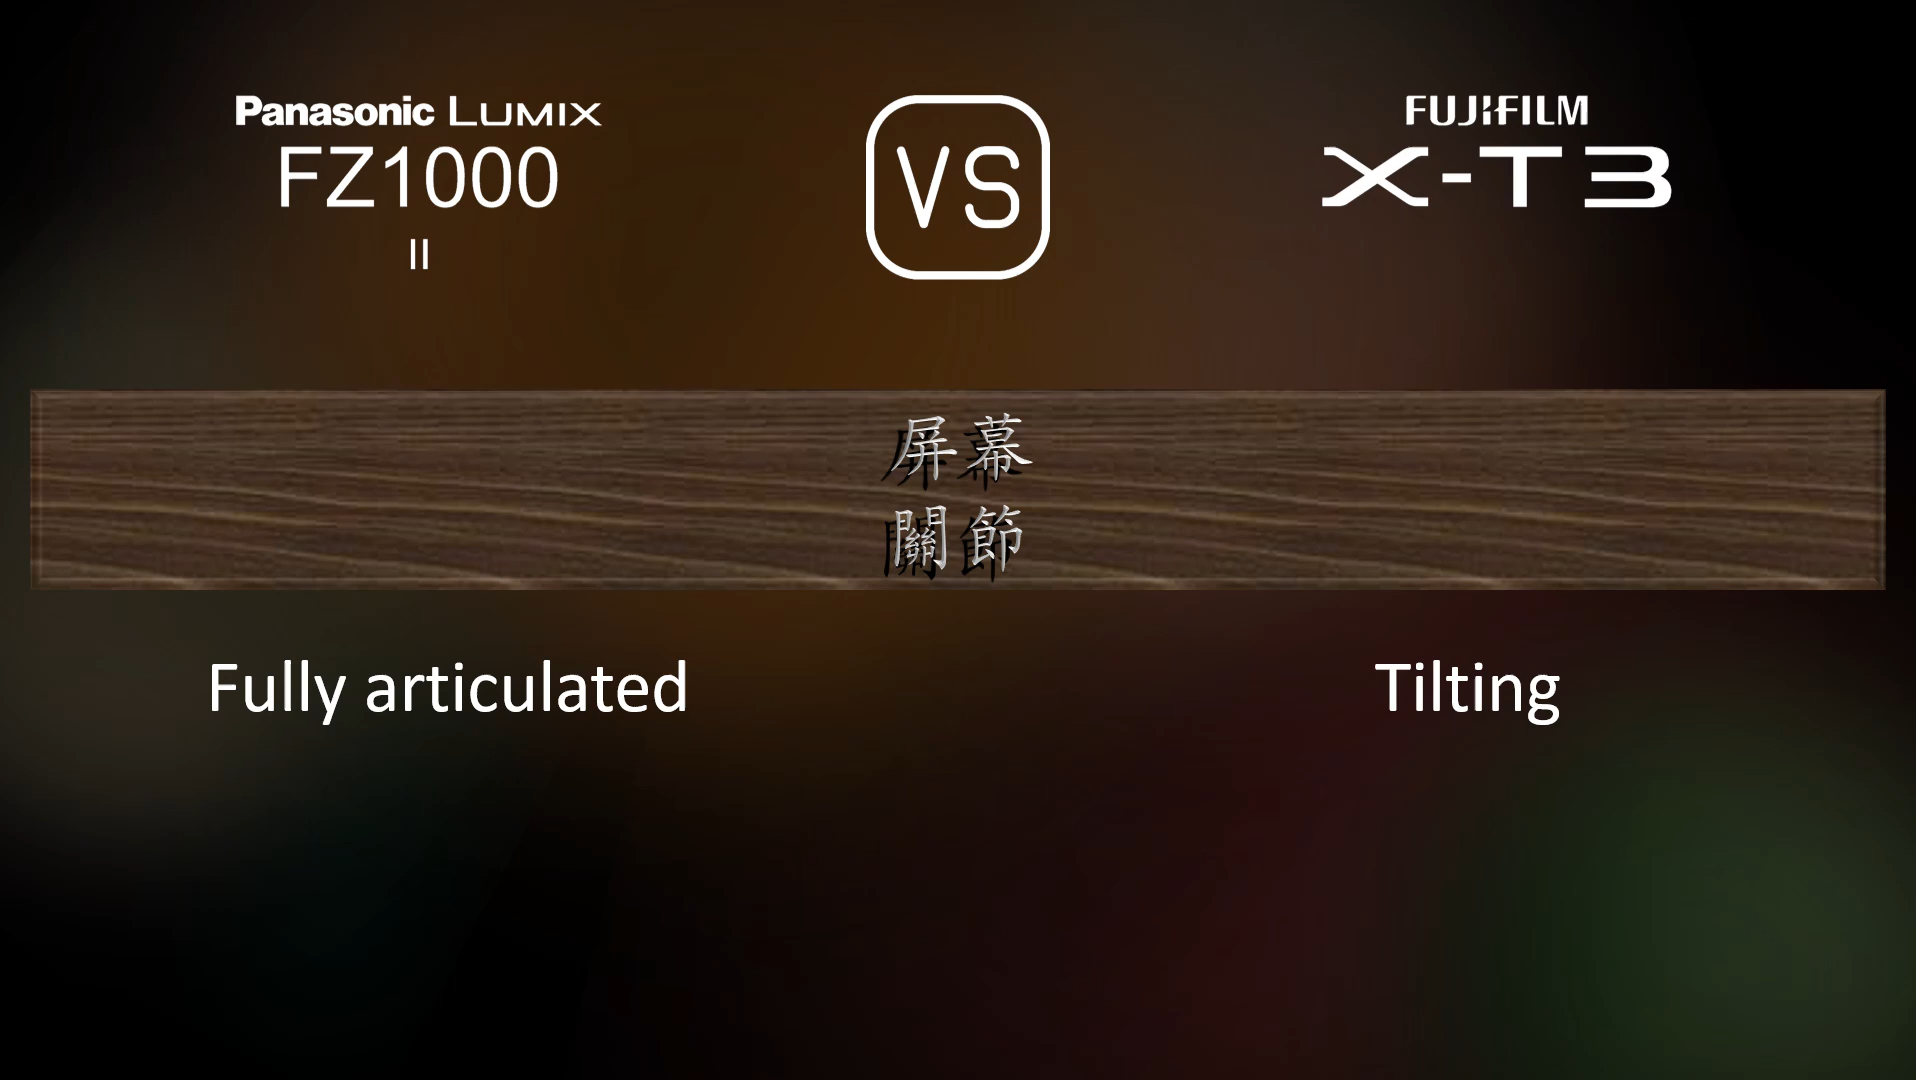 Panasonic LUMIX
FZ1000
II
VS
FUJIFILM
X-T3
屏幕
關節
Fully articulated
Tilting